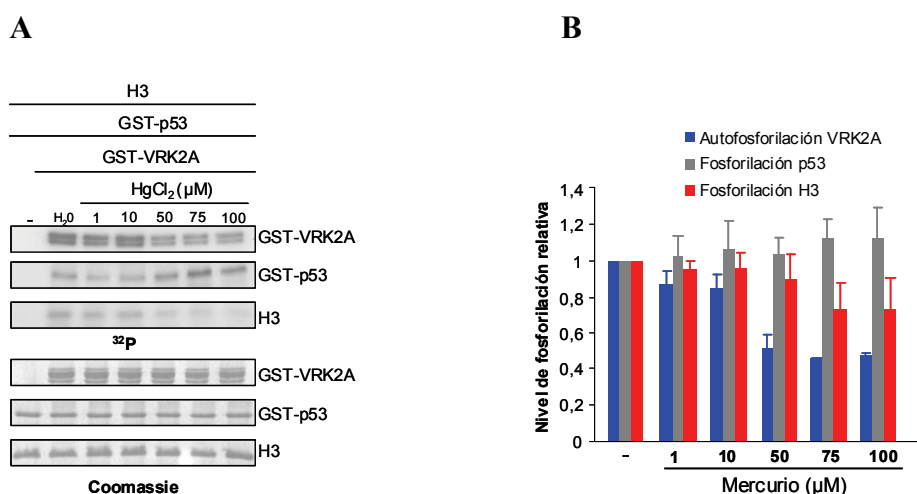 A
H3
GST-p53
GST-VRK2A
HgCl₂(µM)
- H₂0 1 10 50 75 100
GST-VRK2A
GST-p53
H3
³²P
GST-VRK2A
GST-p53
H3
Coomassie
B
Autofosforilación VRK2A
Fosforilación p53
Fosforilación H3
Nivel de fosforilación relativa
1,4
1,2
1
0,8
0,6
0,4
0,2
0
- 1 10 50 75 100
Mercurio (µM)